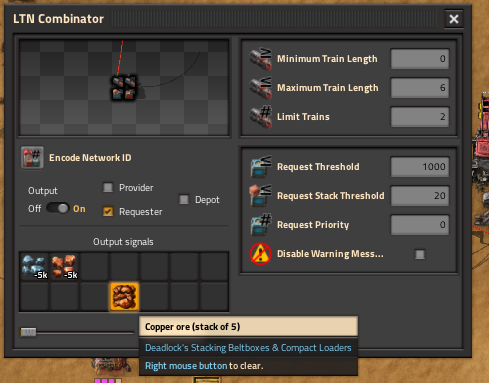 LTN Combinator
Minimum Train Length 0
Maximum Train Length 6
Limit Trains 2
Encode Network ID
Output
Off On
Provider
Requester
Depot
Request Threshold 1000
Request Stack Threshold 20
Request Priority 0
Disable Warning Mess...
Output signals
-5k -5k
Copper ore (stack of 5)
Deadlock's Stacking Beltboxes & Compact Loaders
Right mouse button to clear.